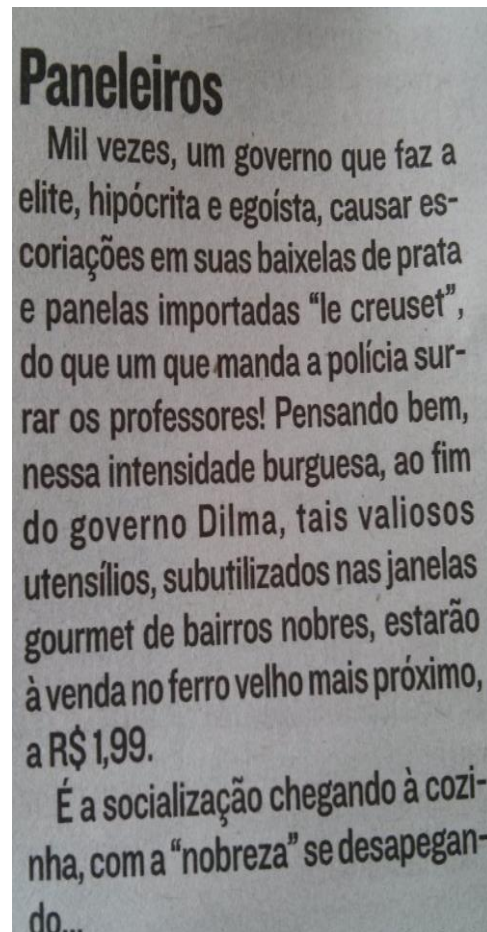 Paneleiros
Mil vezes, um governo que faz a
elite, hipócrita e egoísta, causar es-
coriações em suas baixelas de prata
e panelas importadas "le creuset",
do que um que manda a polícia sur-
rar os professores! Pensando bem,
nessa intensidade burguesa, ao fim
do governo Dilma, tais valiosos
utensílios, subutilizados nas janelas
gourmet de bairros nobres, estarão
à venda no ferro velho mais próximo,
a R$ 1,99.
É a socialização chegando à cozi-
nha, com a "nobreza" se desapegan-
do...